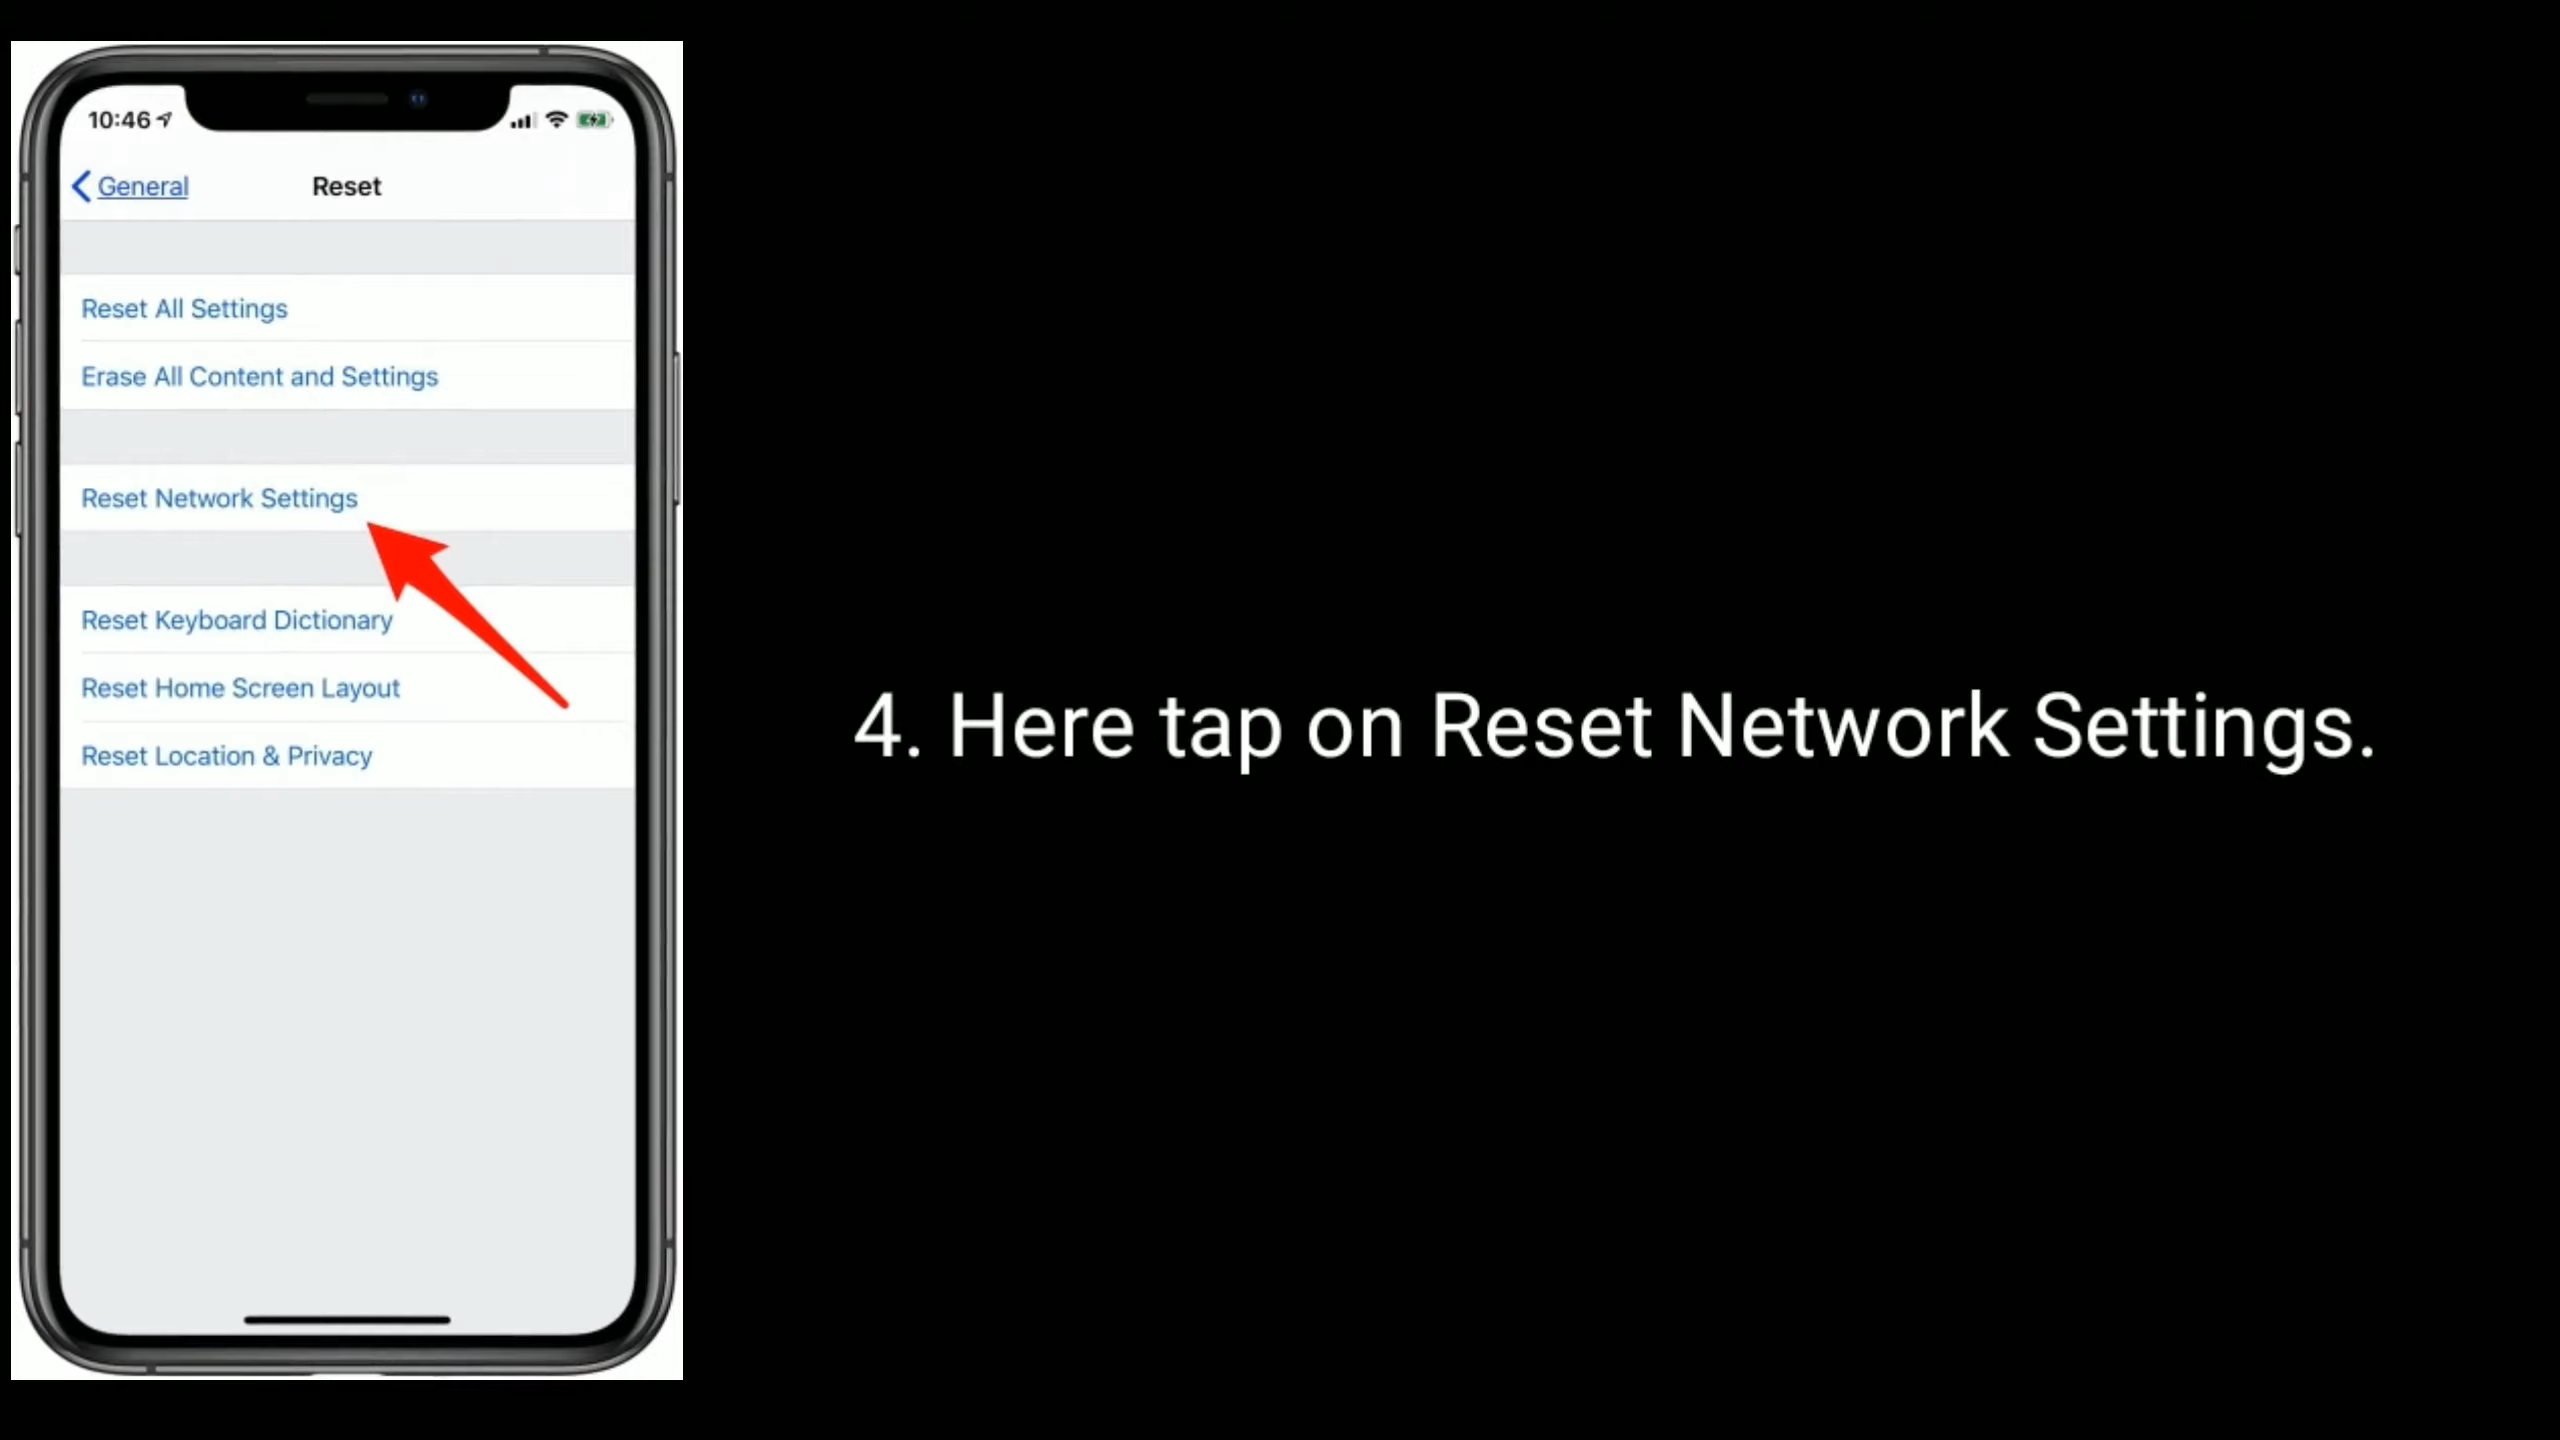 10:46
General
Reset
Reset All Settings
Erase All Content and Settings
Reset Network Settings
Reset Keyboard Dictionary
Reset Home Screen Layout
Reset Location & Privacy
4. Here tap on Reset Network Settings.